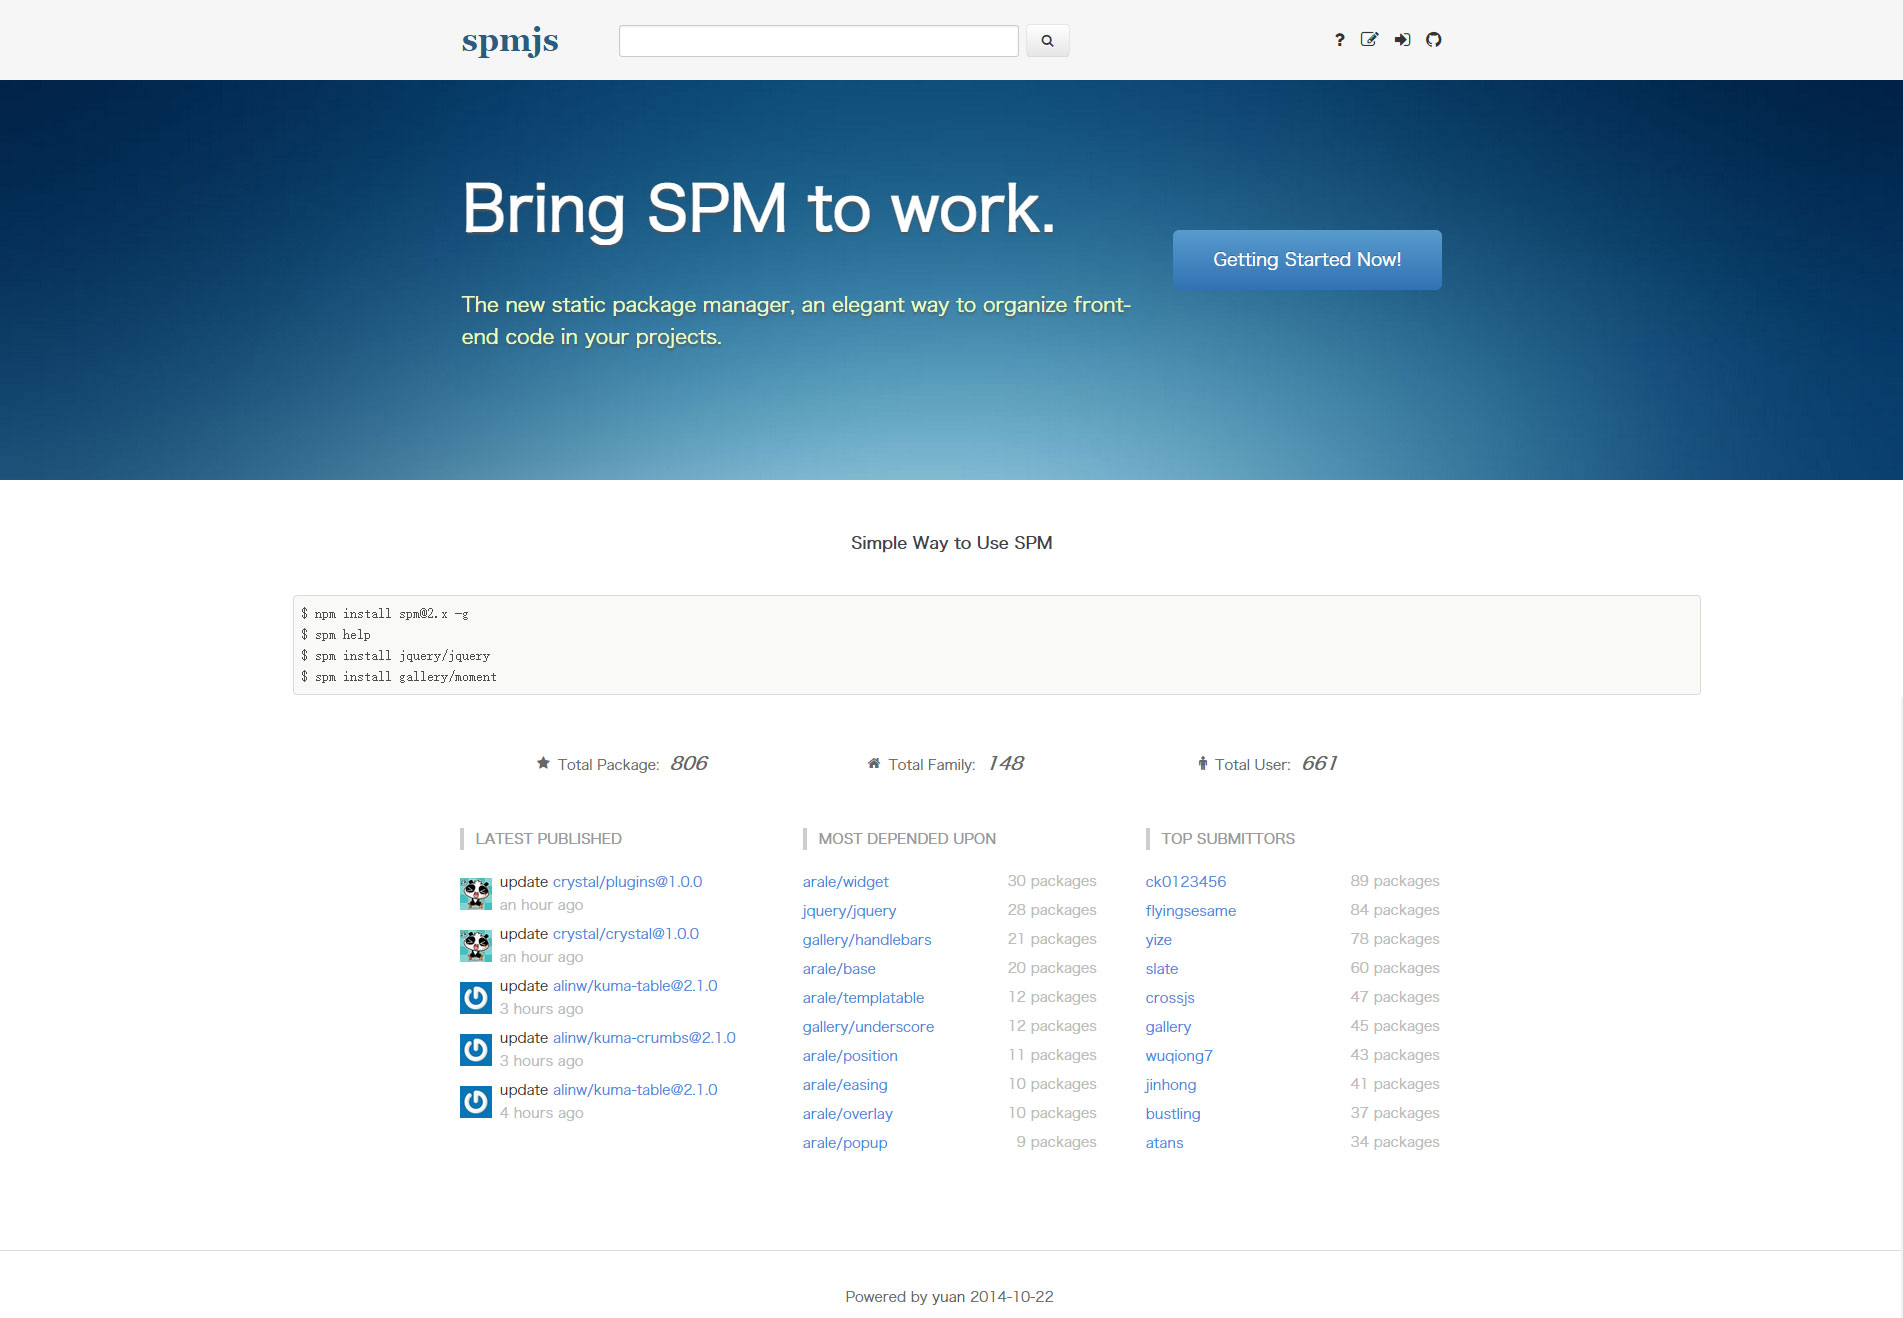 spmjs
?
Bring SPM to work.
Getting Started Now!
The new static package manager, an elegant way to organize front-
end code in your projects.
Simple Way to Use SPM
$ npm install spm@2.x -g
$ spm help
$ spm install jquery/jquery
$ spm install gallery/moment
Total Package: 806
Total Family: 148
Total User: 661
LATEST PUBLISHED
update crystal/plugins@1.0.0
an hour ago
update crystal/crystal@1.0.0
an hour ago
update alinw/kuma-table@2.1.0
3 hours ago
update alinw/kuma-crumbs@2.1.0
3 hours ago
update alinw/kuma-table@2.1.0
4 hours ago
MOST DEPENDED UPON
arale/widget 30 packages
jquery/jquery 28 packages
gallery/handlebars 21 packages
arale/base 20 packages
arale/templatable 12 packages
gallery/underscore 12 packages
arale/position 11 packages
arale/easing 10 packages
arale/overlay 10 packages
arale/popup 9 packages
TOP SUBMITTORS
ck0123456 89 packages
flyingsesame 84 packages
yize 78 packages
slate 60 packages
crossjs 47 packages
gallery 45 packages
wuqiong7 43 packages
jinhong 41 packages
bustling 37 packages
atans 34 packages
Powered by yuan 2014-10-22